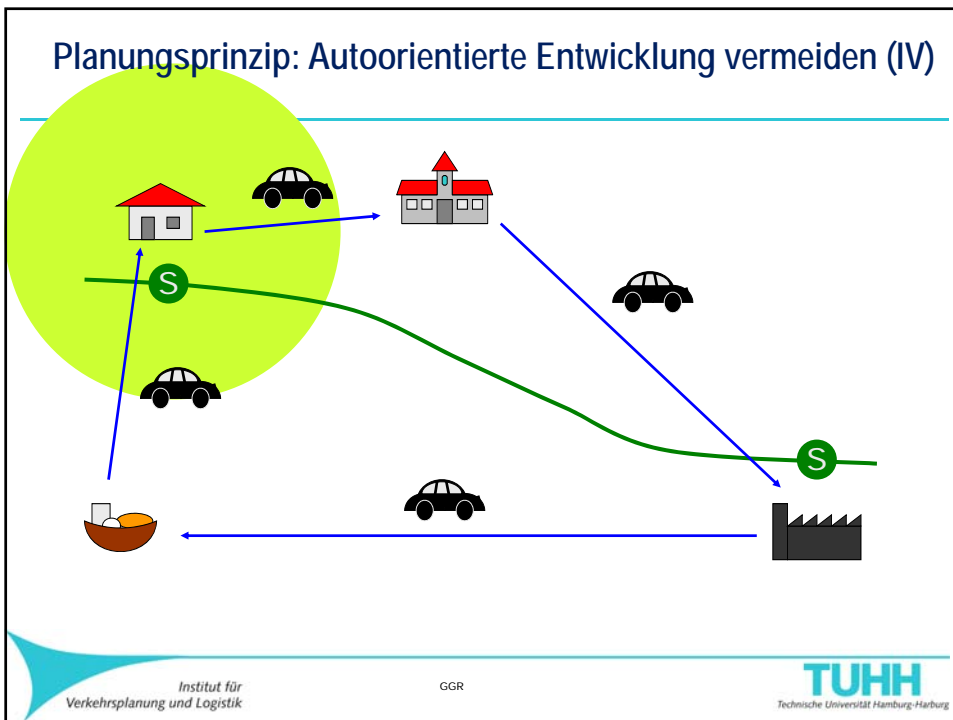 Planungsprinzip: Autoorientierte Entwicklung vermeiden (IV)
S
S
Institut für
Verkehrsplanung und Logistik
GGR
TUHH
Technische Universität Hamburg-Harburg